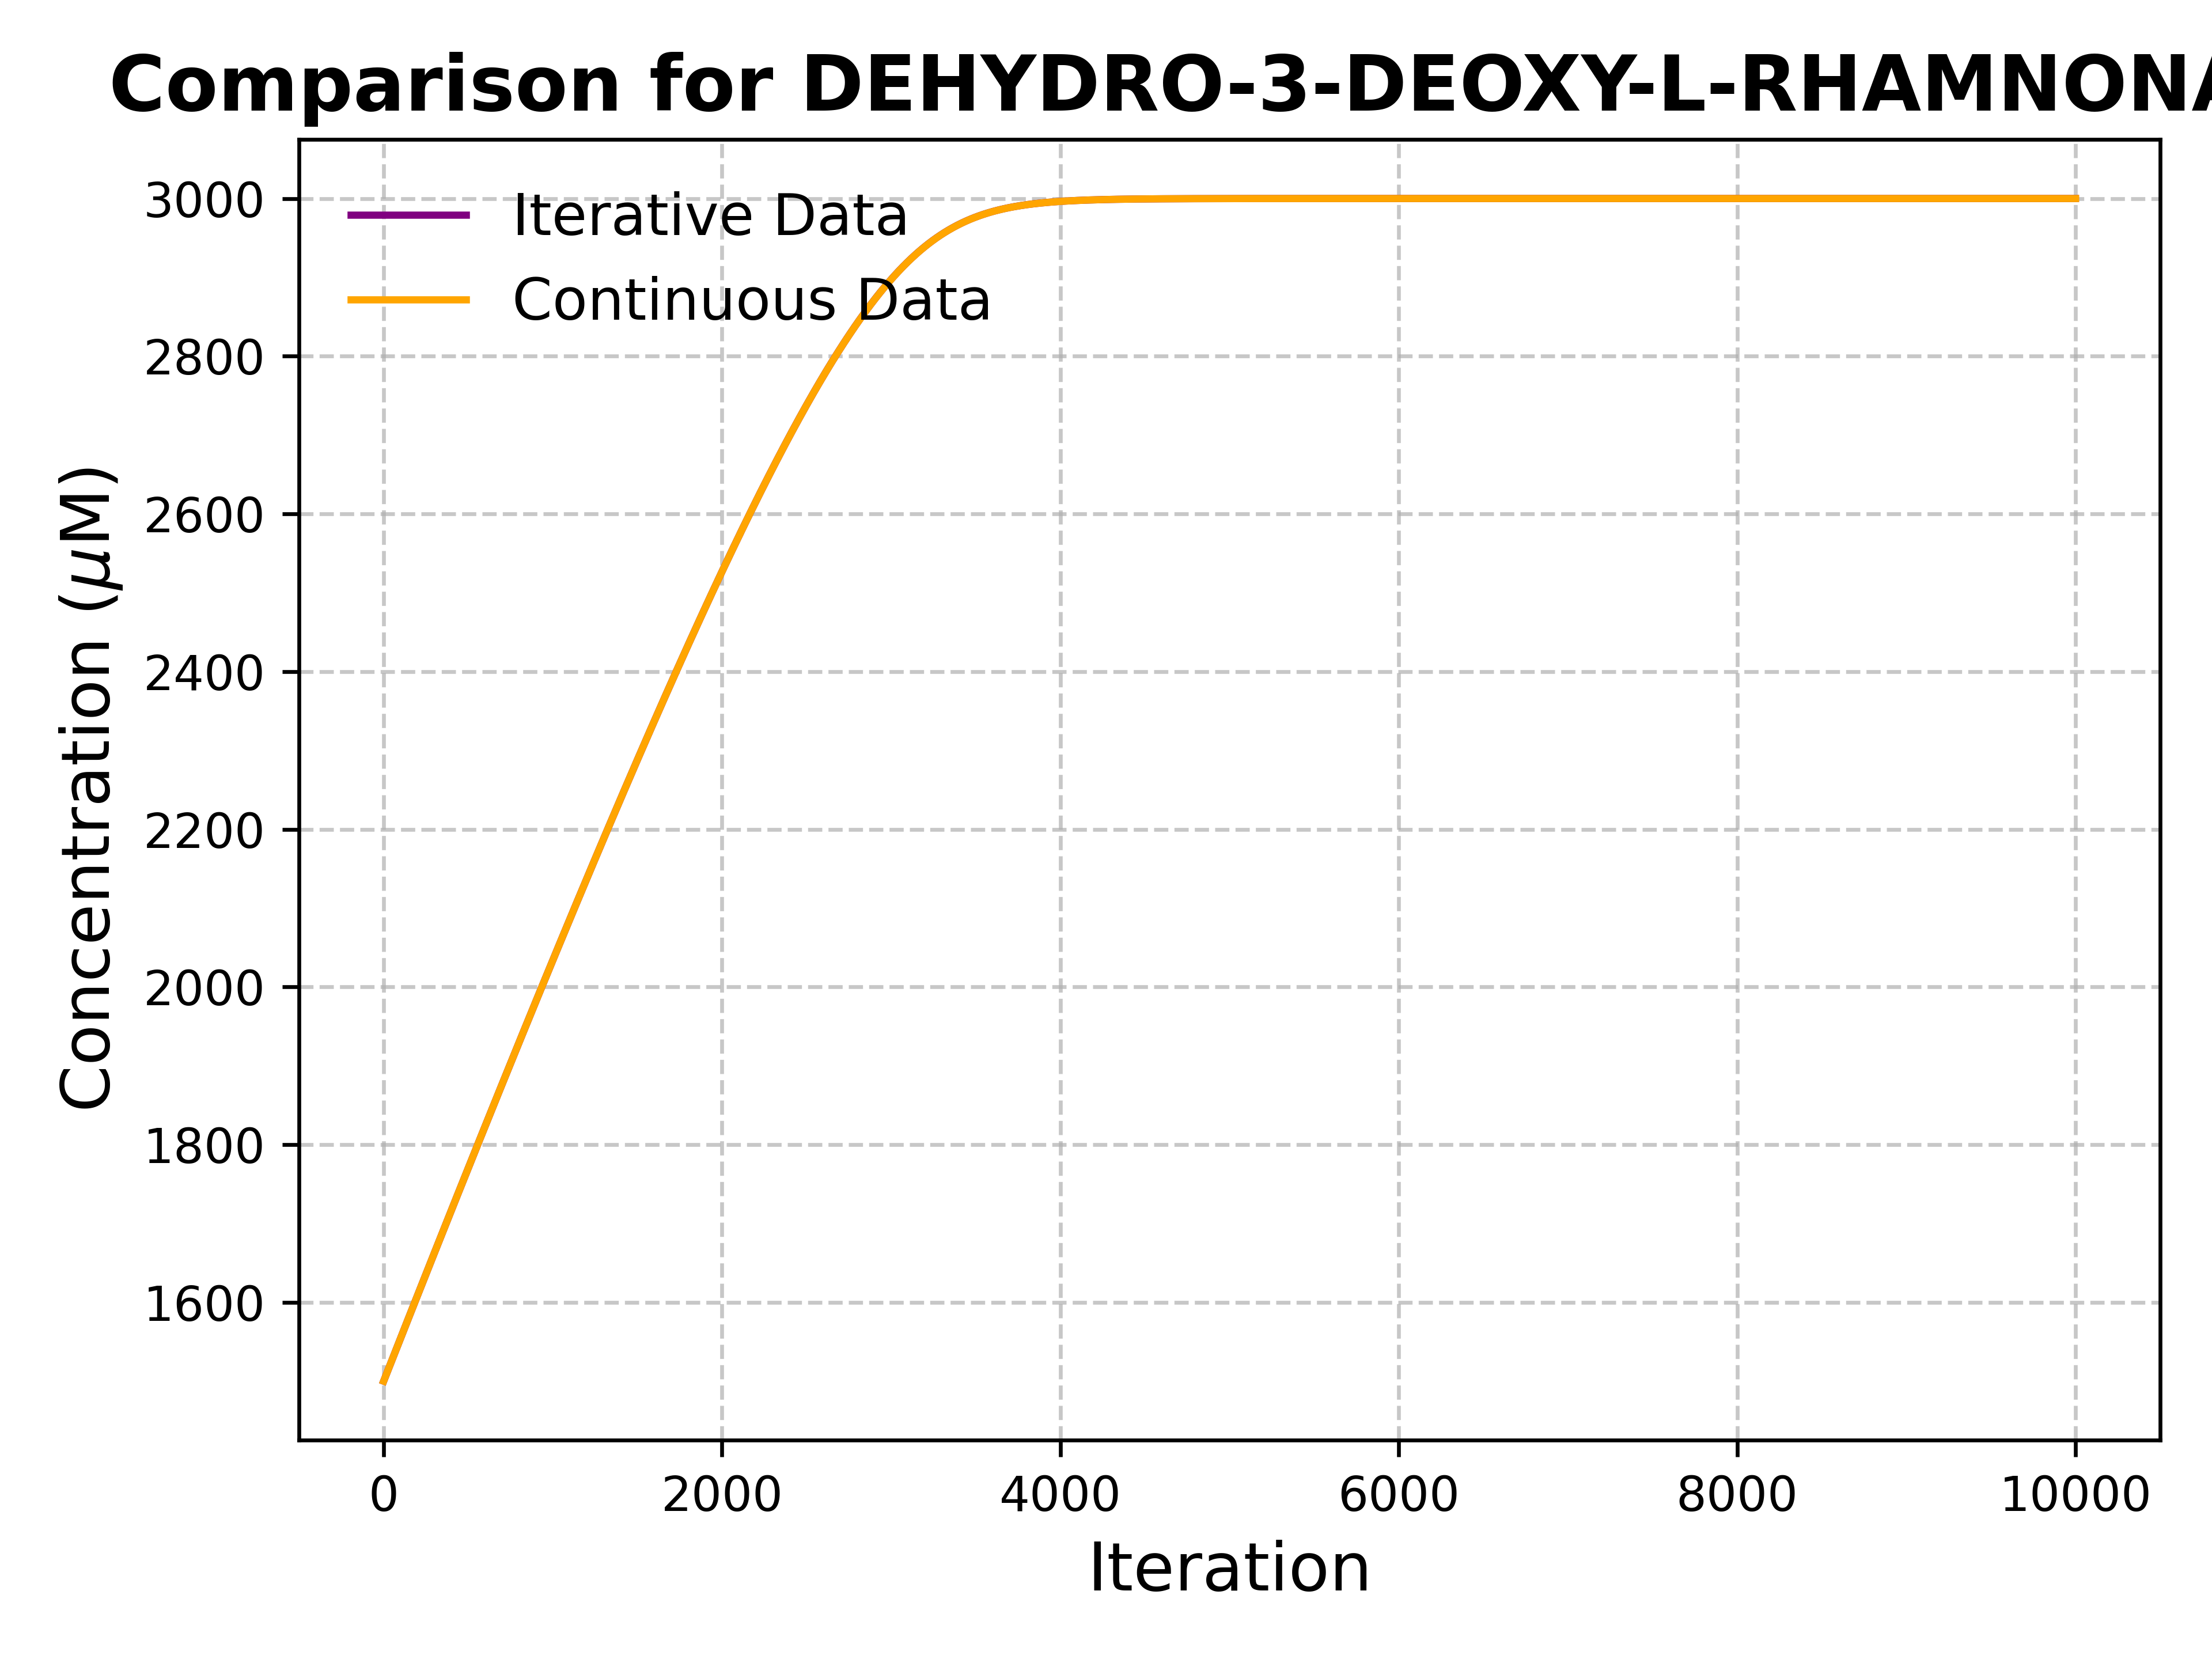 Comparison for DEHYDRO-3-DEOXY-L-RHAMNONA
Iterative Data
Continuous Data
Concentration (μM)
3000
2800
2600
2400
2200
2000
1800
1600
0 2000 4000 6000 8000 10000
Iteration